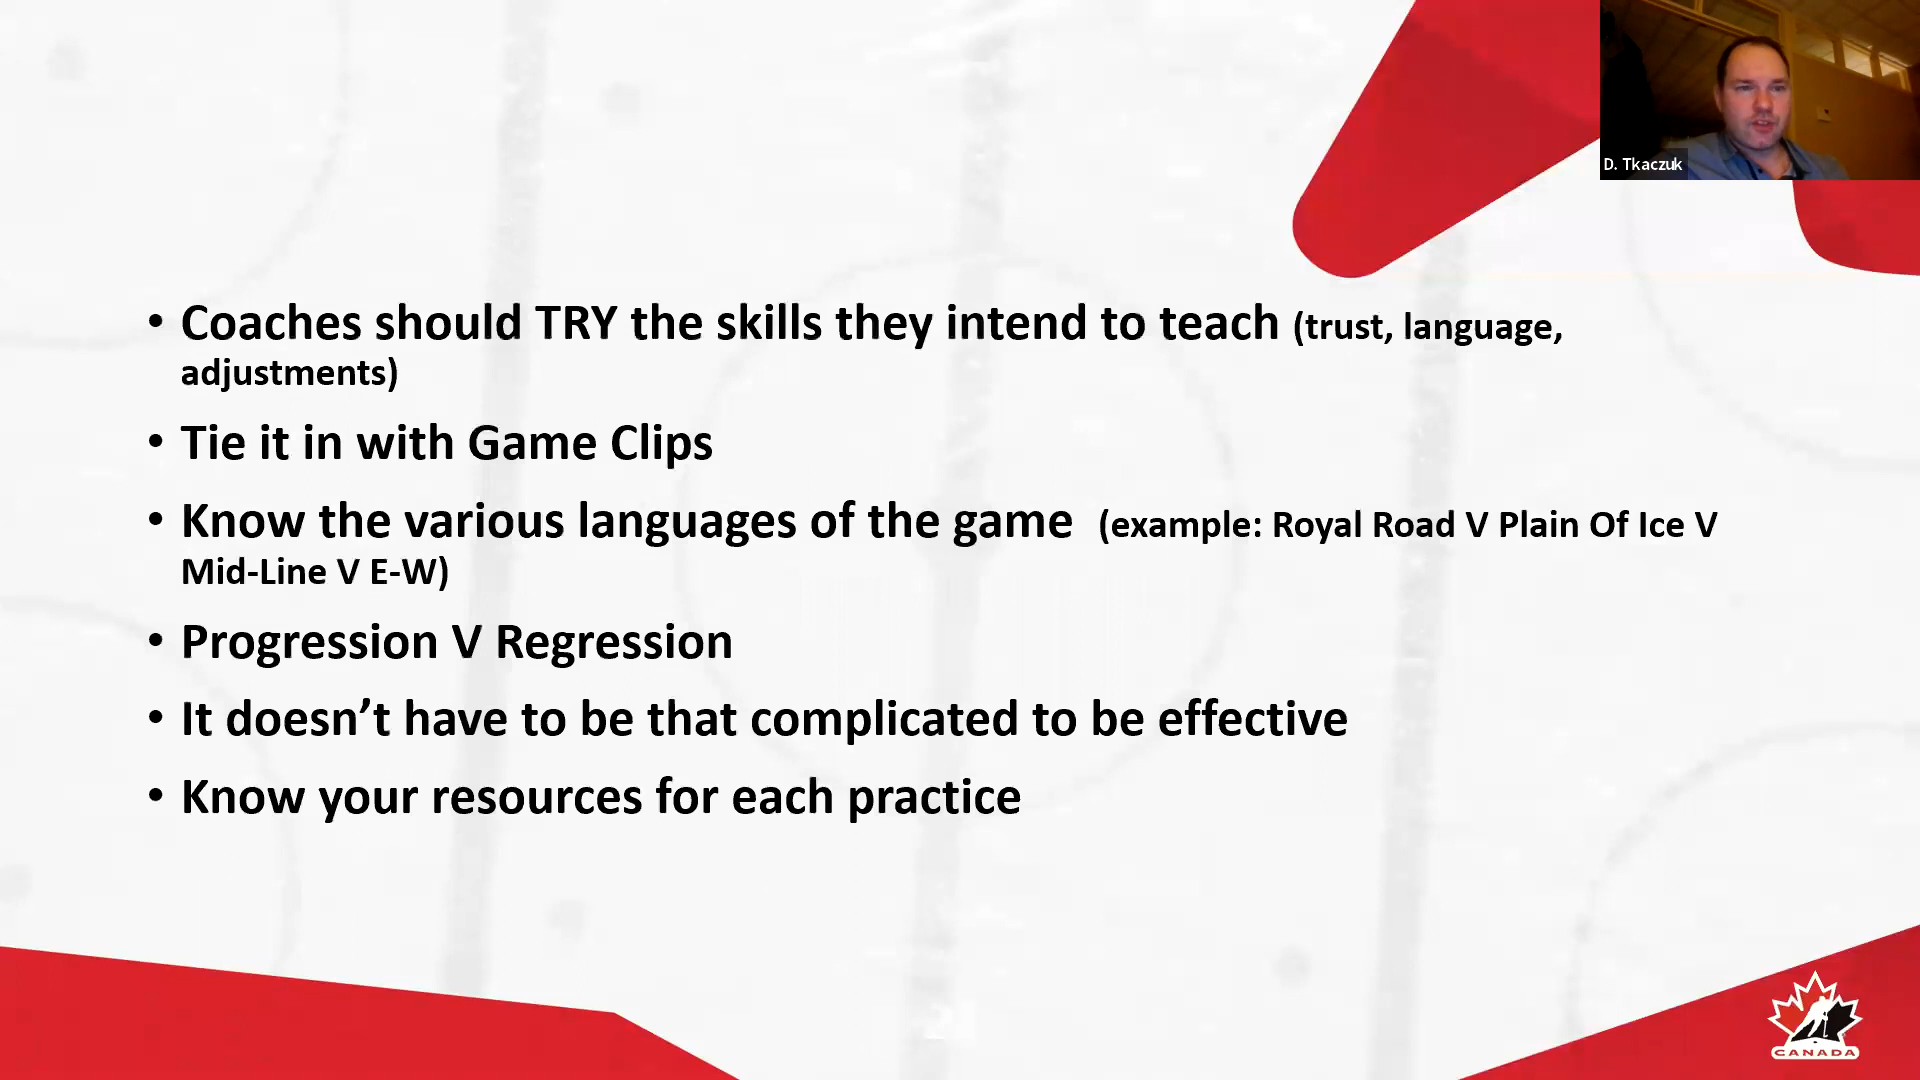 D. Tkaczuk
• Coaches should TRY the skills they intend to teach (trust, language,
adjustments)
• Tie it in with Game Clips
• Know the various languages of the game (example: Royal Road V Plain Of Ice V
Mid-Line V E-W)
• Progression V Regression
• It doesn’t have to be that complicated to be effective
• Know your resources for each practice
CANADA